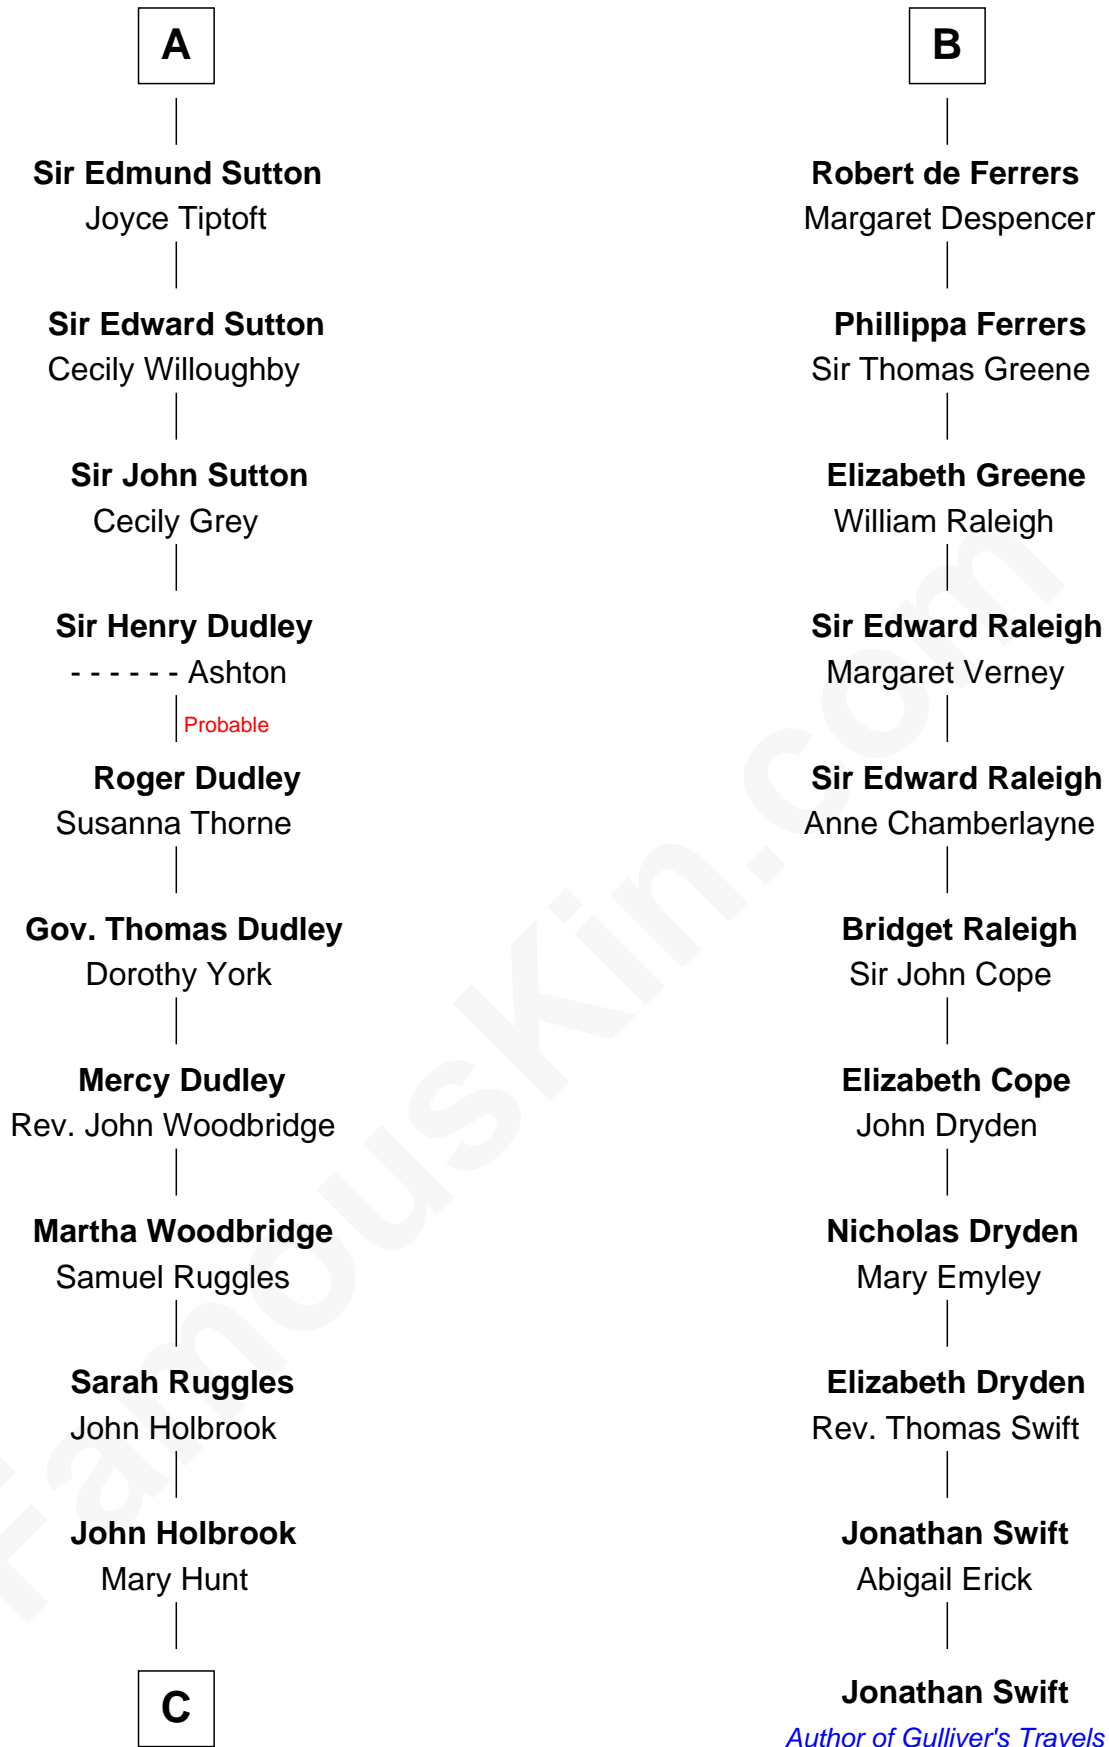 A
Sir Edmund Sutton
Joyce Tiptoft
Sir Edward Sutton
Cecily Willoughby
Sir John Sutton
Cecily Grey
Sir Henry Dudley
- - - - - - Ashton
Probable
Roger Dudley
Susanna Thorne
Gov. Thomas Dudley
Dorothy York
Mercy Dudley
Rev. John Woodbridge
Martha Woodbridge
Samuel Ruggles
Sarah Ruggles
John Holbrook
John Holbrook
Mary Hunt
C
B
Robert de Ferrers
Margaret Despencer
Phillippa Ferrers
Sir Thomas Greene
Elizabeth Greene
William Raleigh
Sir Edward Raleigh
Margaret Verney
Sir Edward Raleigh
Anne Chamberlayne
Bridget Raleigh
Sir John Cope
Elizabeth Cope
John Dryden
Nicholas Dryden
Mary Emyley
Elizabeth Dryden
Rev. Thomas Swift
Jonathan Swift
Abigail Erick
Jonathan Swift
Author of Gulliver's Travels
FamousKin.com